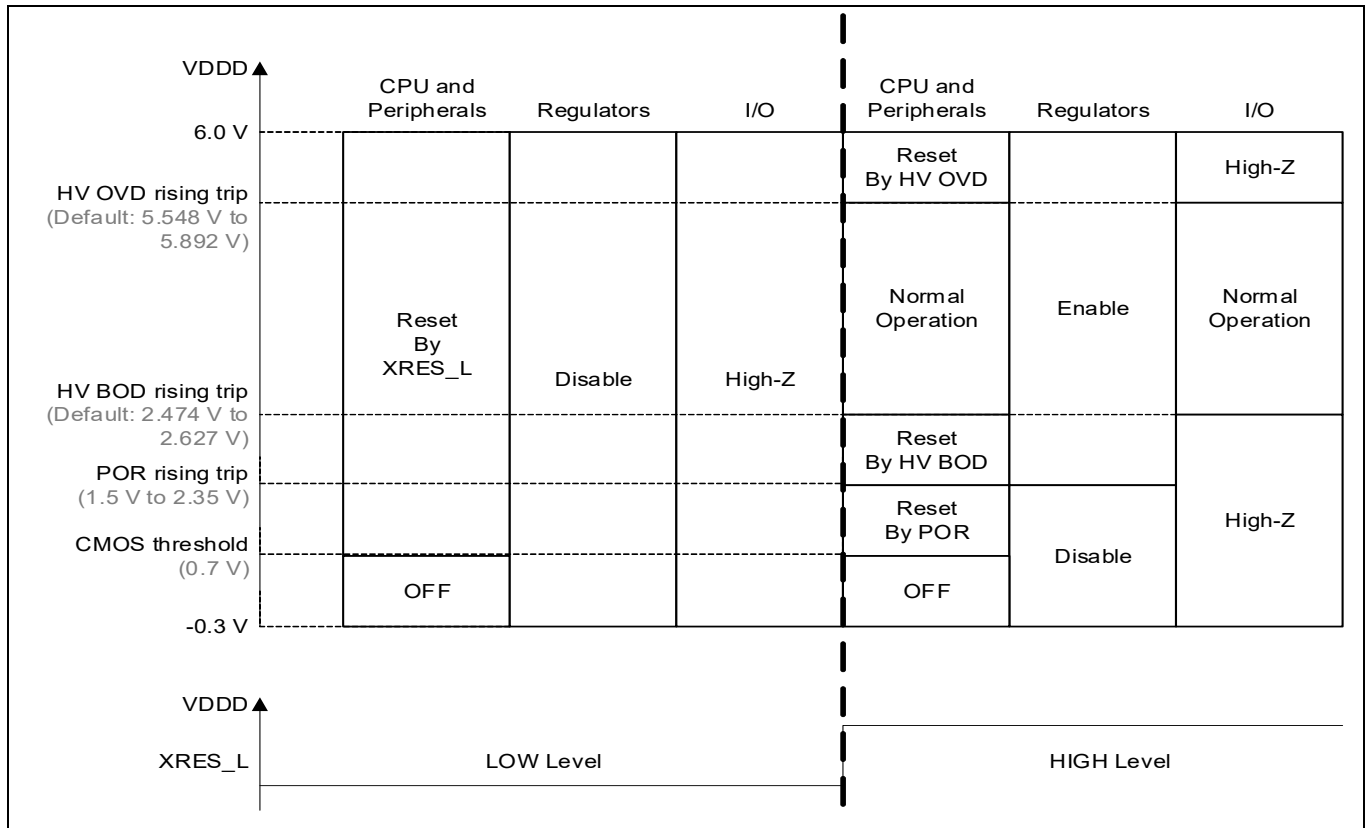 VDDD
CPU and
Peripherals
Regulators
I/O
CPU and
Peripherals
Regulators
I/O
6.0 V
Reset
By HV OVD
High-Z
HV OVD rising trip
(Default: 5.548 V to
5.892 V)
Reset
By
XRES_L
Disable
High-Z
Normal
Operation
Enable
Normal
Operation
HV BOD rising trip
(Default: 2.474 V to
2.627 V)
Reset
By HV BOD
POR rising trip
(1.5 V to 2.35 V)
Reset
By POR
Disable
High-Z
CMOS threshold
(0.7 V)
OFF
OFF
-0.3 V
VDDD
XRES_L
LOW Level
HIGH Level